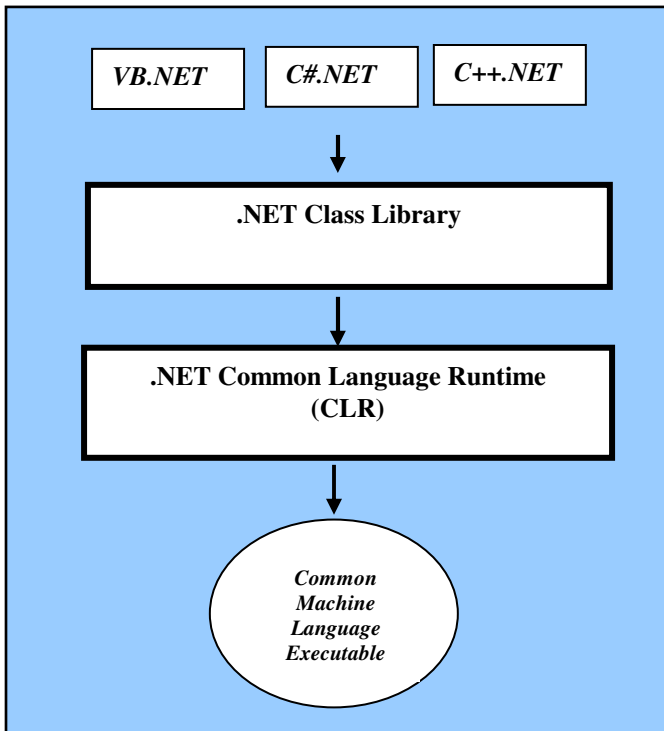 VB.NET
C#.NET
C++.NET
.NET Class Library
.NET Common Language Runtime
(CLR)
Common
Machine
Language
Executable